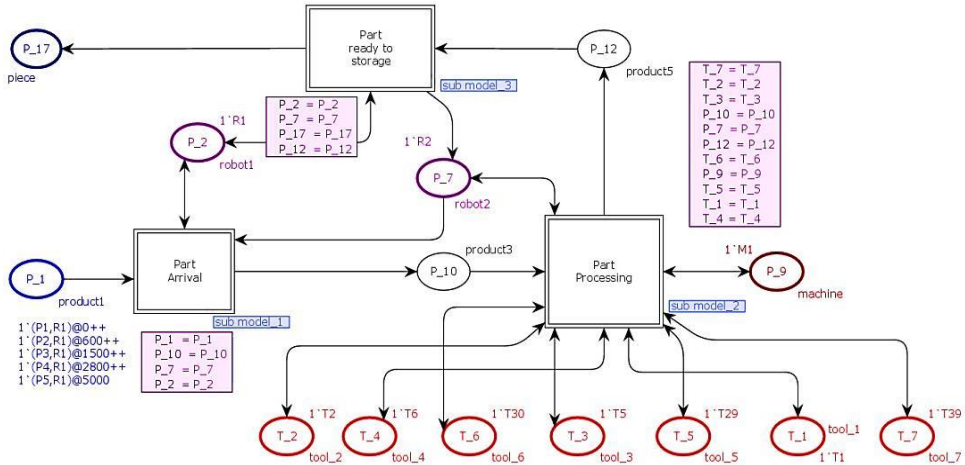 P_17
piece
Part
ready to
storage
sub model_3
P_12
product5
T_7 = T_7
T_2 = T_2
T_3 = T_3
P_10 = P_10
P_7 = P_7
P_12 = P_12
T_6 = T_6
P_9 = P_9
T_5 = T_5
T_1 = T_1
T_4 = T_4
P_2 = P_2
P_7 = P_7
P_17 = P_17
P_12 = P_12
1`R1
P_2
robot1
1`R2
P_7
robot2
P_1
product1
Part
Arrival
sub model_1
product3
P_10
Part
Processing
sub model_2
1`M1
P_9
machine
1`(P1,R1)@0++
1`(P2,R1)@600++
1`(P3,R1)@1500++
1`(P4,R1)@2800++
1`(P5,R1)@5000
P_1 = P_1
P_10 = P_10
P_7 = P_7
P_2 = P_2
1`T2
T_2
tool_2
1`T6
T_4
tool_4
1`T30
T_6
tool_6
1`T5
T_3
tool_3
1`T29
T_5
tool_5
tool_1
T_1
1`T1
1`T39
T_7
tool_7